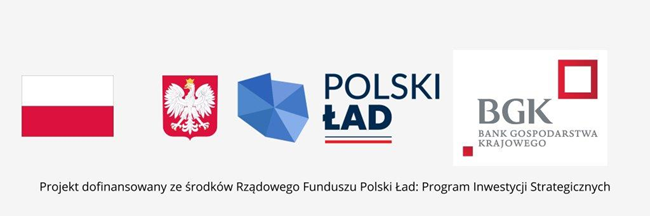 POLSKI
ŁAD
BGK
BANK GOSPODARSTWA
KRAJOWEGO
Projekt dofinansowany ze środków Rządowego Funduszu Polski Ład: Program Inwestycji Strategicznych